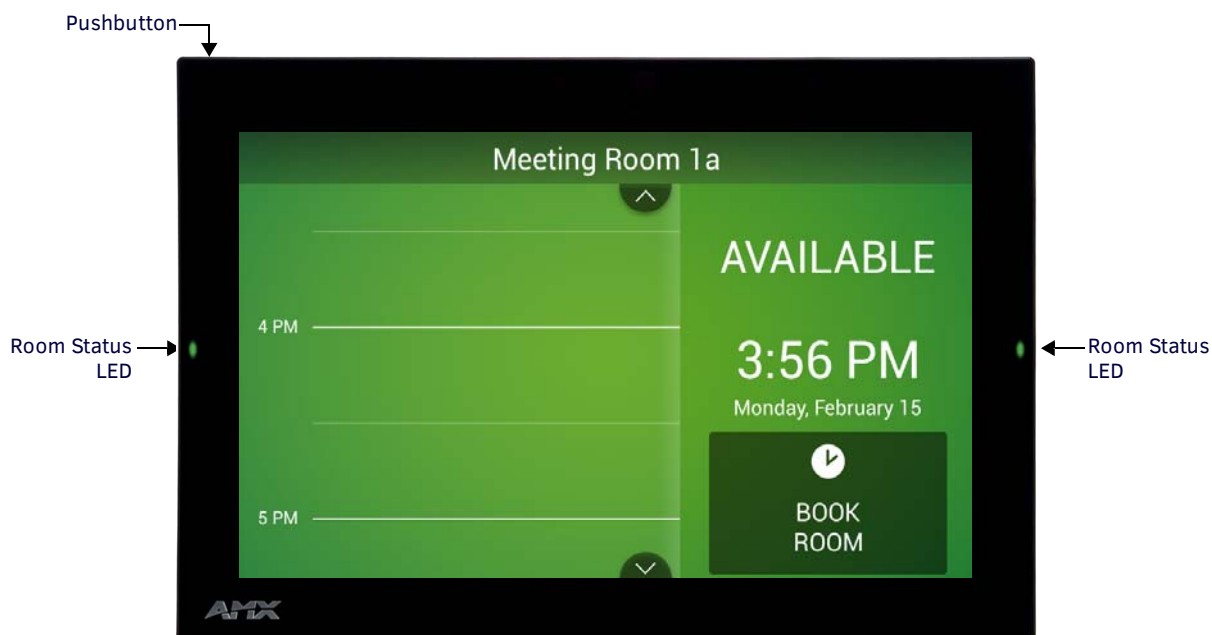 Pushbutton
Meeting Room 1a
AVAILABLE
4 PM
Room Status
LED
3:56 PM
Room Status
LED
Monday, February 15
5 PM
BOOK
ROOM
AMX